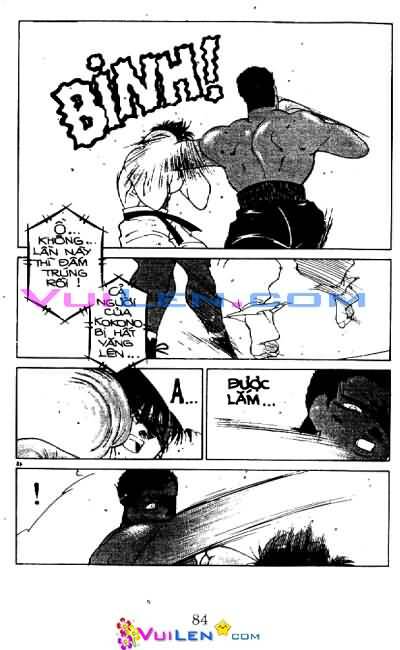 BINH!
Ồ...
KHÔNG...
LẦN NÀY
THÌ ĐẤM
TRÚNG
RỒI !
CẢ
NGƯỜI
CỦA
KOKONO
BỊ HẤT
VĂNG
LÊN...
VuiLen.com
A...
ĐƯỢC
LẮM...
!
84
VuiLen.com